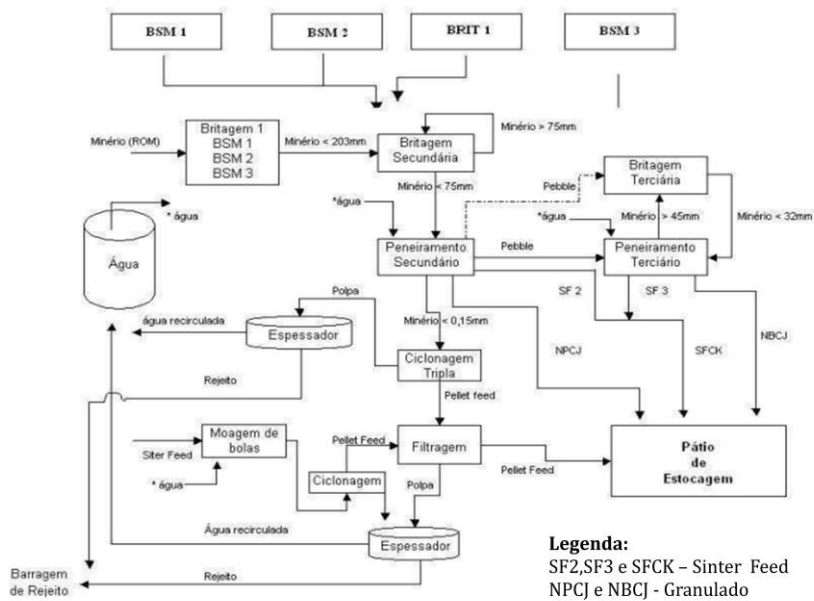 BSM 1
BSM 2
BRIT 1
BSM 3
Minério (ROM)
Britagem 1
BSM 1
BSM 2
BSM 3
Minério < 203mm
Britagem
Secundária
Minério > 75mm
Minério < 75mm
Pebble
Britagem
Terciária
* água
*água
*água
Minério > 45mm
Minério < 32mm
Água
Peneiramento
Secundário
Pebble
Peneiramento
Terciário
Polpa
SF 2
SF 3
água recirculada
Espessador
Minério < 0,15mm
NPCJ
SFCK
NBCJ
Ciclonagem
Tripla
Rejeito
Pellet feed
Moagem de
bolas
Siter Feed
Pellet Feed
Filtragem
Pátio
de
Estocagem
* água
Ciclonagem
Pellet Feed
Polpa
Água recirculada
Espessador
Legenda:
SF2,SF3 e SFCK – Sinter Feed
NPCJ e NBCJ - Granulado
Barragem
de Rejeito
Rejeito